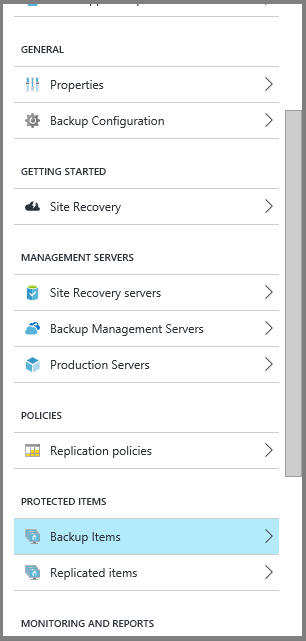 GENERAL
Properties
Backup Configuration
GETTING STARTED
Site Recovery
MANAGEMENT SERVERS
Site Recovery servers
Backup Management Servers
Production Servers
POLICIES
Replication policies
PROTECTED ITEMS
Backup Items
Replicated items
MONITORING AND REPORTS